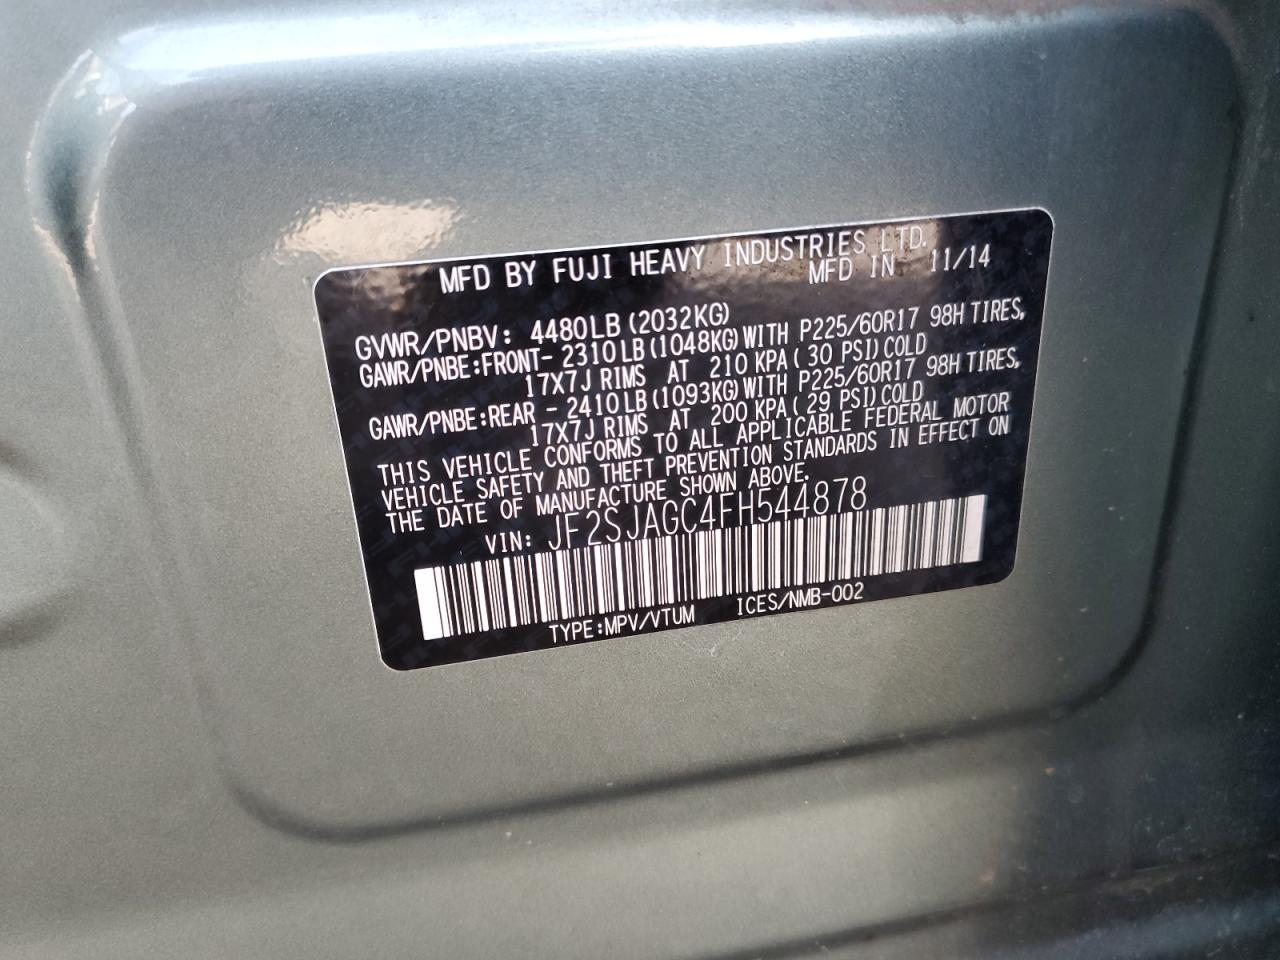 MFD BY FUJI HEAVY INDUSTRIES LTD.
MFD IN 11/14
GVWR/PNBV: 4480LB (2032KG)
GAWR/PNBE:FRONT- 2310LB(1048KG)WITH P225/60R17 98H TIRES,
17X7J RIMS AT 210 KPA( 30 PSI)COLD
GAWR/PNBE:REAR - 2410LB(1093KG)WITH P225/60R17 98H TIRES,
17X7J RIMS AT 200 KPA( 29 PSI)COLD
THIS VEHICLE CONFORMS TO ALL APPLICABLE FEDERAL MOTOR
VEHICLE SAFETY AND THEFT PREVENTION STANDARDS IN EFFECT ON
THE DATE OF MANUFACTURE SHOWN ABOVE.
VIN: JF2SJAGC4FH544878
TYPE:MPV/VTUM ICES/NMB-002